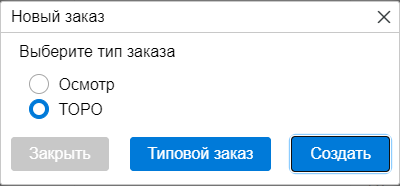 Новый заказ
Выберите тип заказа
Осмотр
ТОРО
Закрыть Типовой заказ Создать